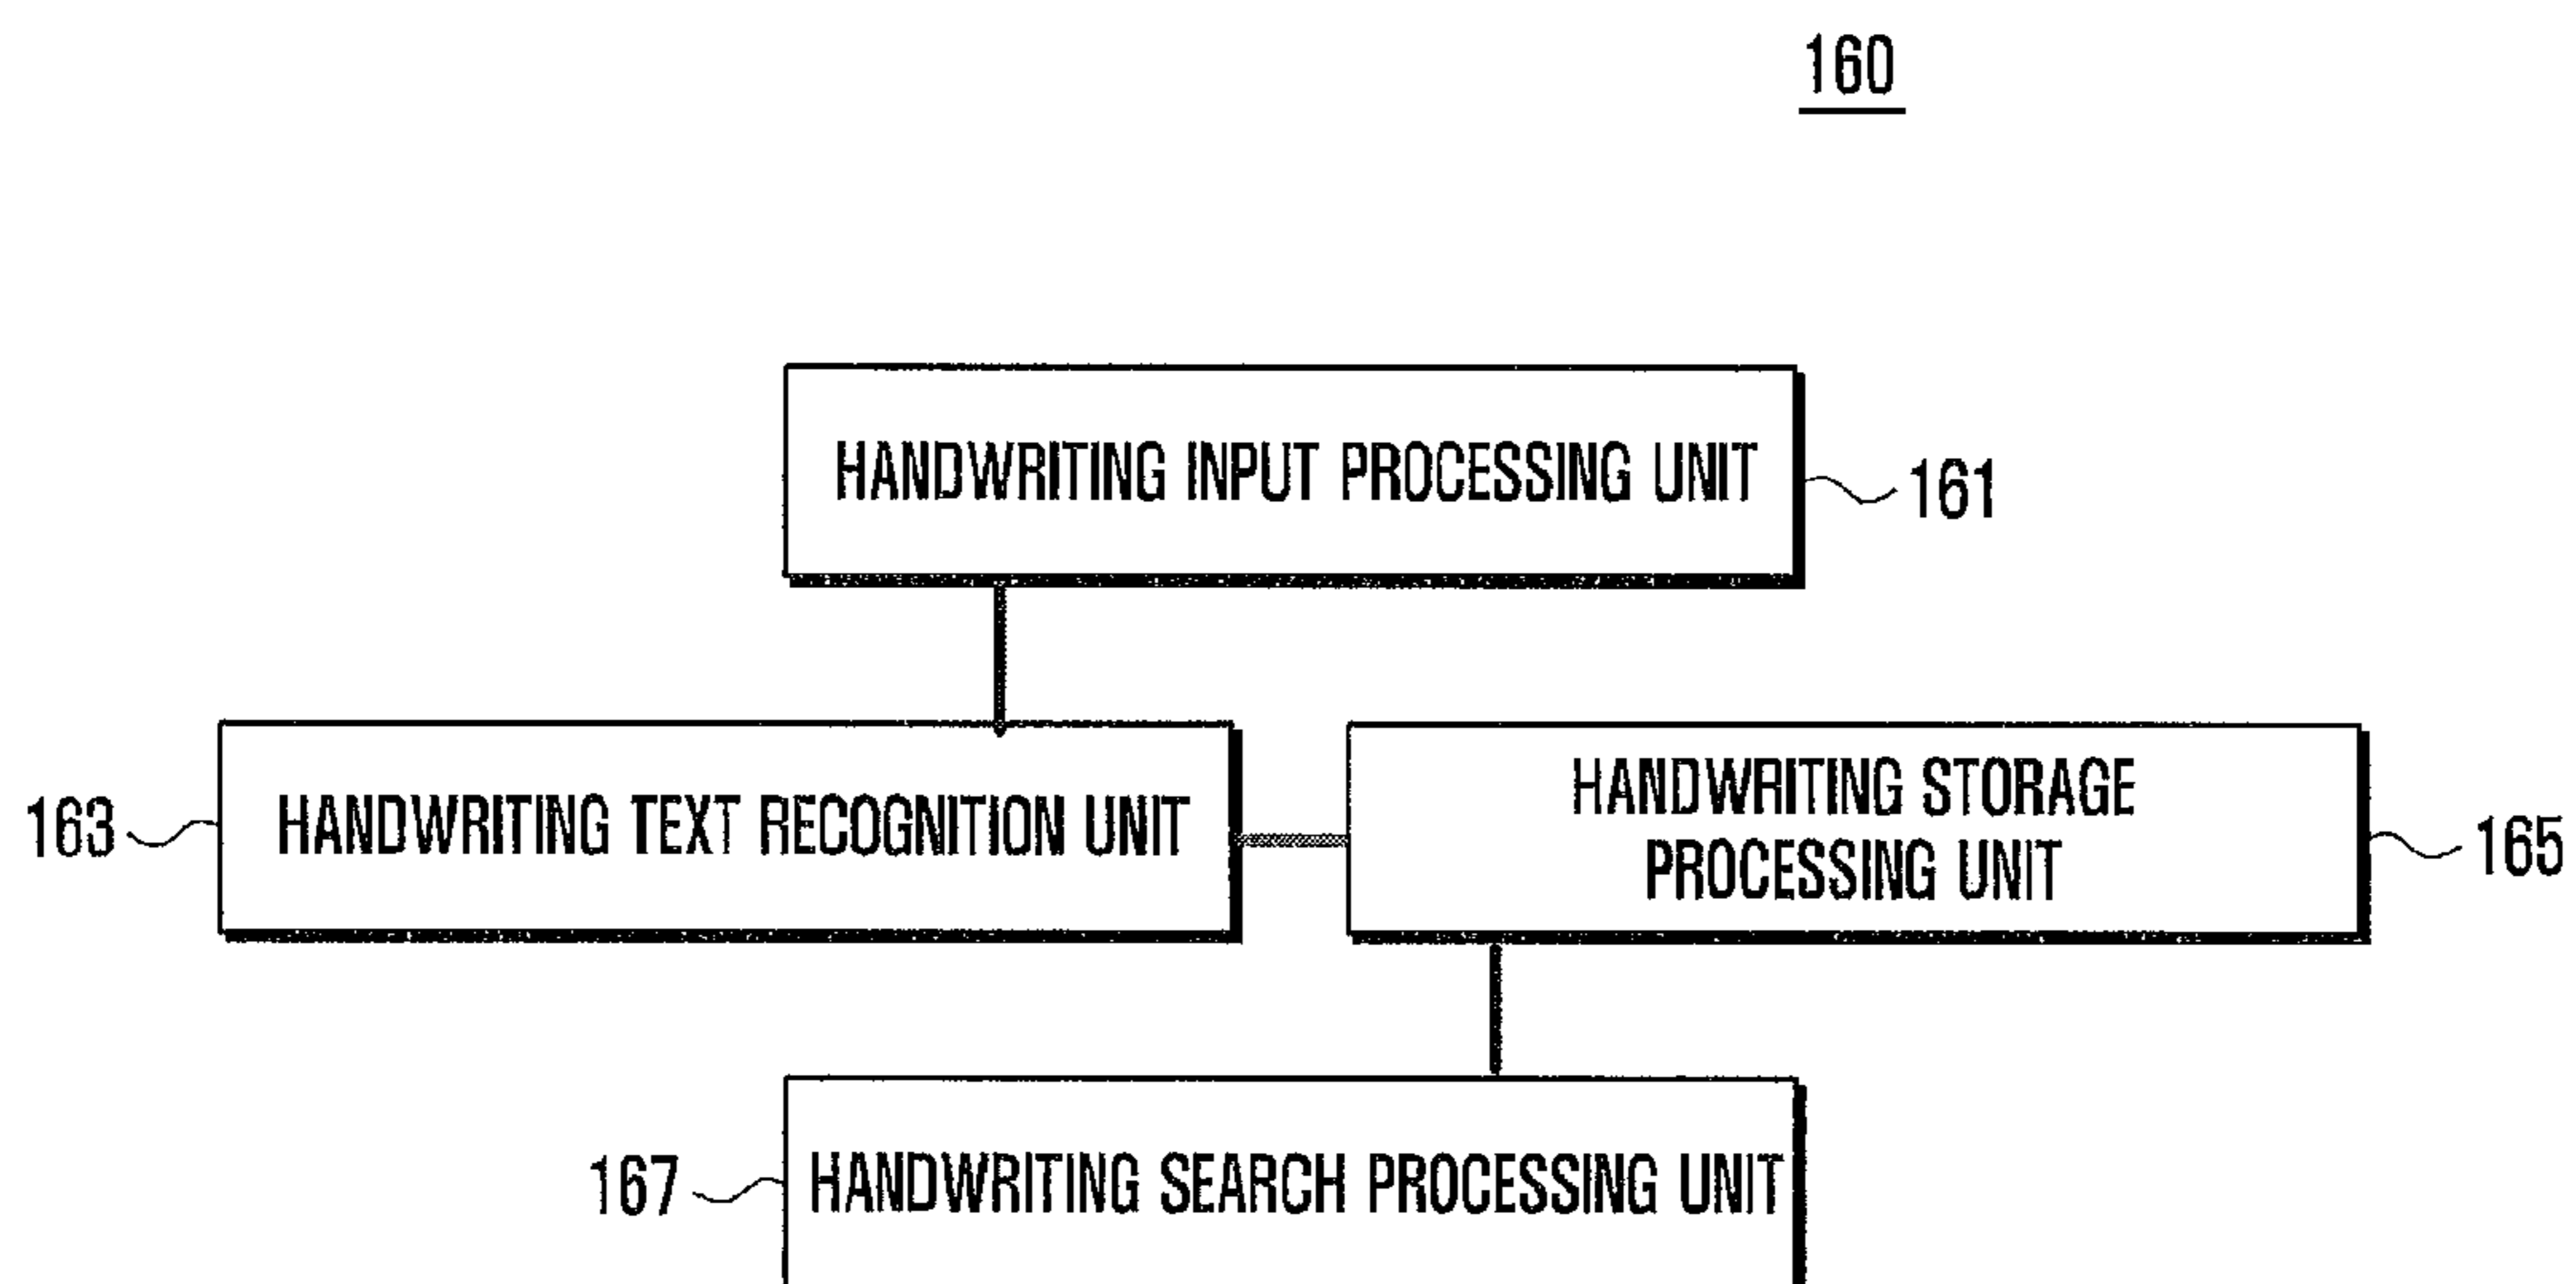 160
HANDWRITING INPUT PROCESSING UNIT
161
163
HANDWRITING TEXT RECOGNITION UNIT
HANDWRITING STORAGE
PROCESSING UNIT
165
167
HANDWRITING SEARCH PROCESSING UNIT